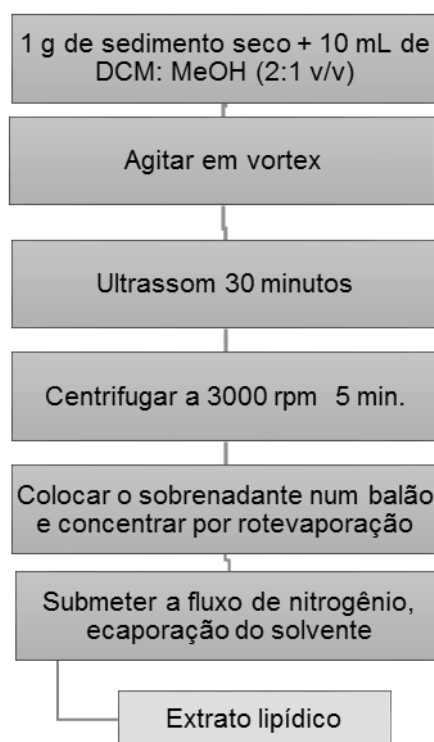 1 g de sedimento seco + 10 mL de
DCM: MeOH (2:1 v/v)
Agitar em vortex
Ultrassom 30 minutos
Centrifugar a 3000 rpm 5 min.
Colocar o sobrenadante num balão
e concentrar por rotevaporação
Submeter a fluxo de nitrogênio,
ecaporação do solvente
Extrato lipídico